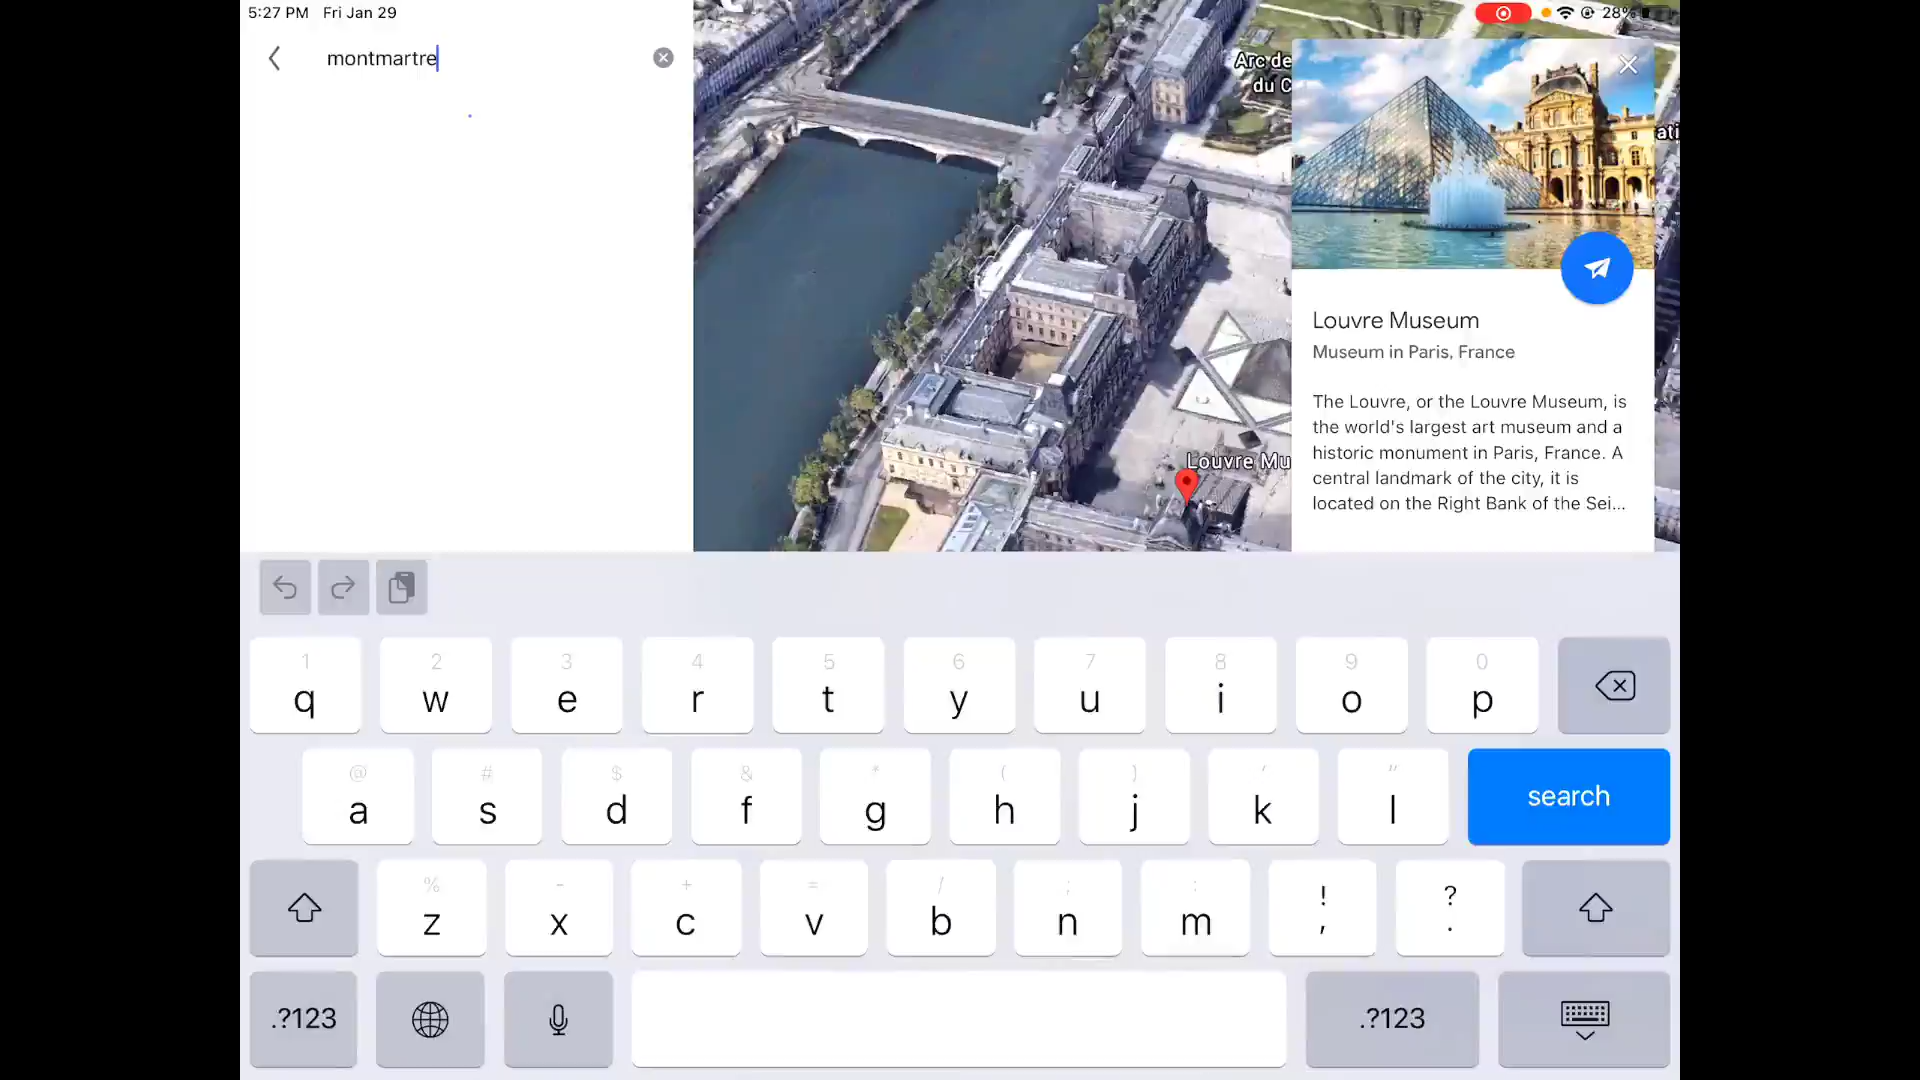 5:27 PM Fri Jan 29
28%
montmartre
Arc de
du C
ati
Louvre Mu
Louvre Museum
Museum in Paris, France
The Louvre, or the Louvre Museum, is
the world's largest art museum and a
historic monument in Paris, France. A
central landmark of the city, it is
located on the Right Bank of the Sei...
1 2 3 4 5 6 7 8 9 0
q w e r t y u i o p
@ # $ & * ( ) ' "
a s d f g h j k l search
% - + = / ; : ! ?
z x c v b n m , .
.?123 .?123